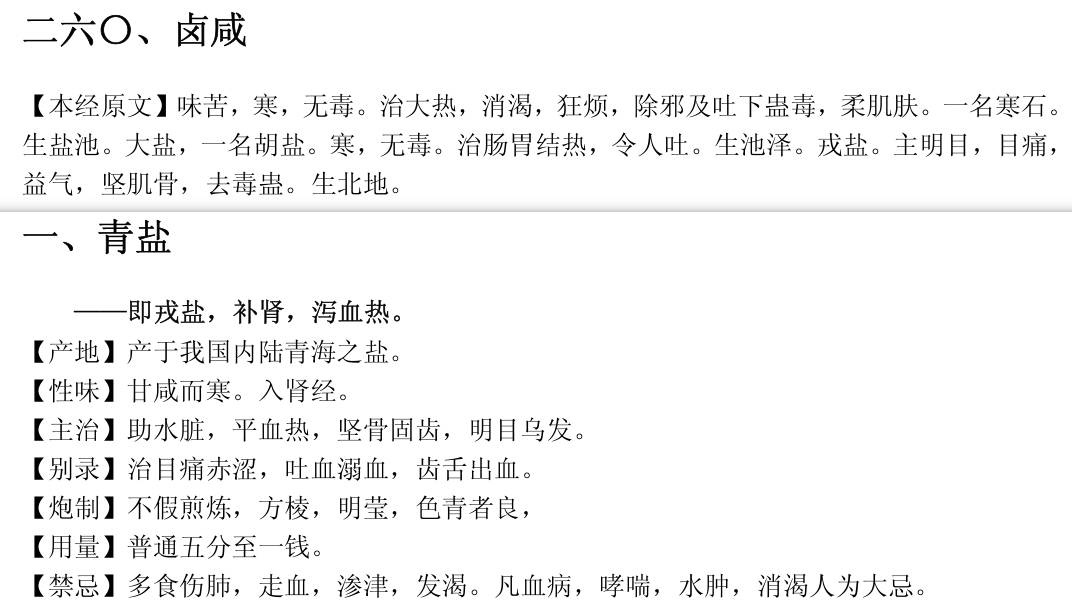 二六〇、卤咸
【本经原文】味苦，寒，无毒。治大热，消渴，狂烦，除邪及吐下蛊毒，柔肌肤。一名寒石。
生盐池。大盐，一名胡盐。寒，无毒。治肠胃结热，令人吐。生池泽。戎盐。主明目，目痛，
益气，坚肌骨，去毒蛊。生北地。
一、青盐
——即戎盐，补肾，泻血热。
【产地】产于我国内陆青海之盐。
【性味】甘咸而寒。入肾经。
【主治】助水脏，平血热，坚骨固齿，明目乌发。
【别录】治目痛赤涩，吐血溺血，齿舌出血。
【炮制】不假煎炼，方棱，明莹，色青者良，
【用量】普通五分至一钱。
【禁忌】多食伤肺，走血，渗津，发渴。凡血病，哮喘，水肿，消渴人为大忌。